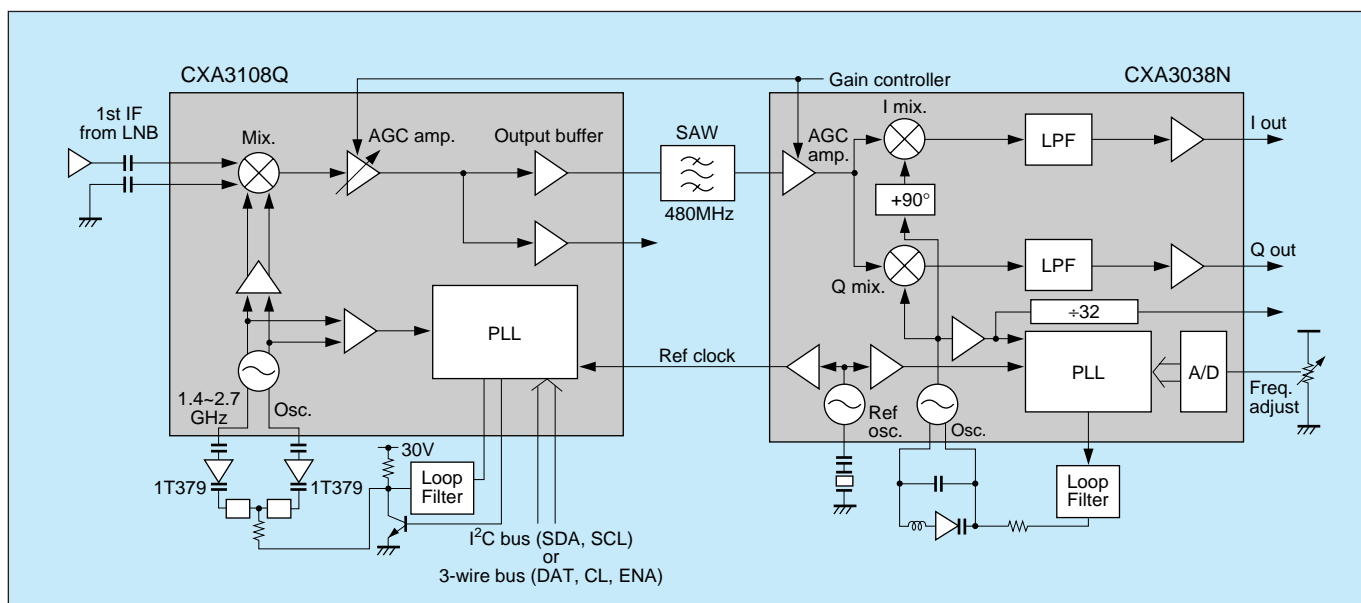 CXA3108Q
CXA3038N
Gain controller
1st IF
from LNB
Mix.
AGC amp.
Output buffer
SAW
480MHz
AGC
amp.
I mix.
LPF
I out
+90°
Q mix.
LPF
Q out
÷32
PLL
Ref clock
PLL
A/D
Freq.
adjust
1.4~2.7
GHz
Osc.
Ref
osc.
Osc.
1T379
1T379
30V
Loop
Filter
Loop
Filter
I²C bus (SDA, SCL)
or
3-wire bus (DAT, CL, ENA)